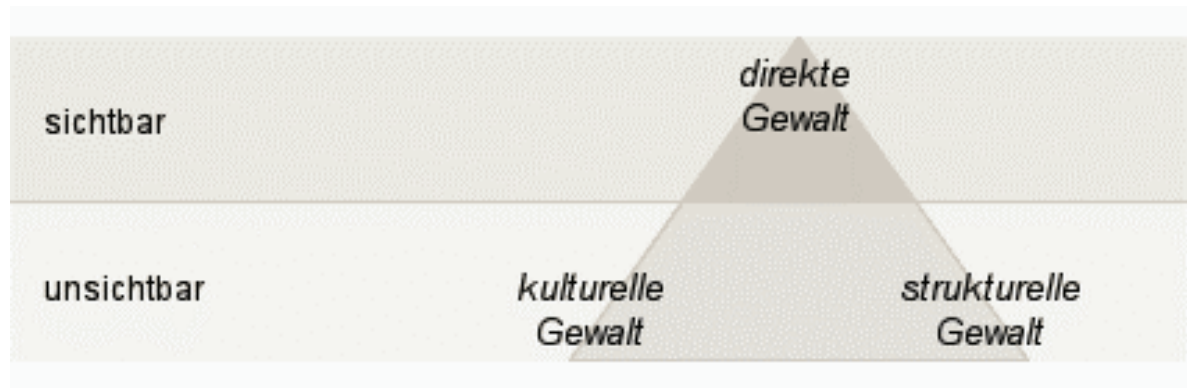 direkte
Gewalt
sichtbar
unsichtbar
kulturelle
Gewalt
strukturelle
Gewalt